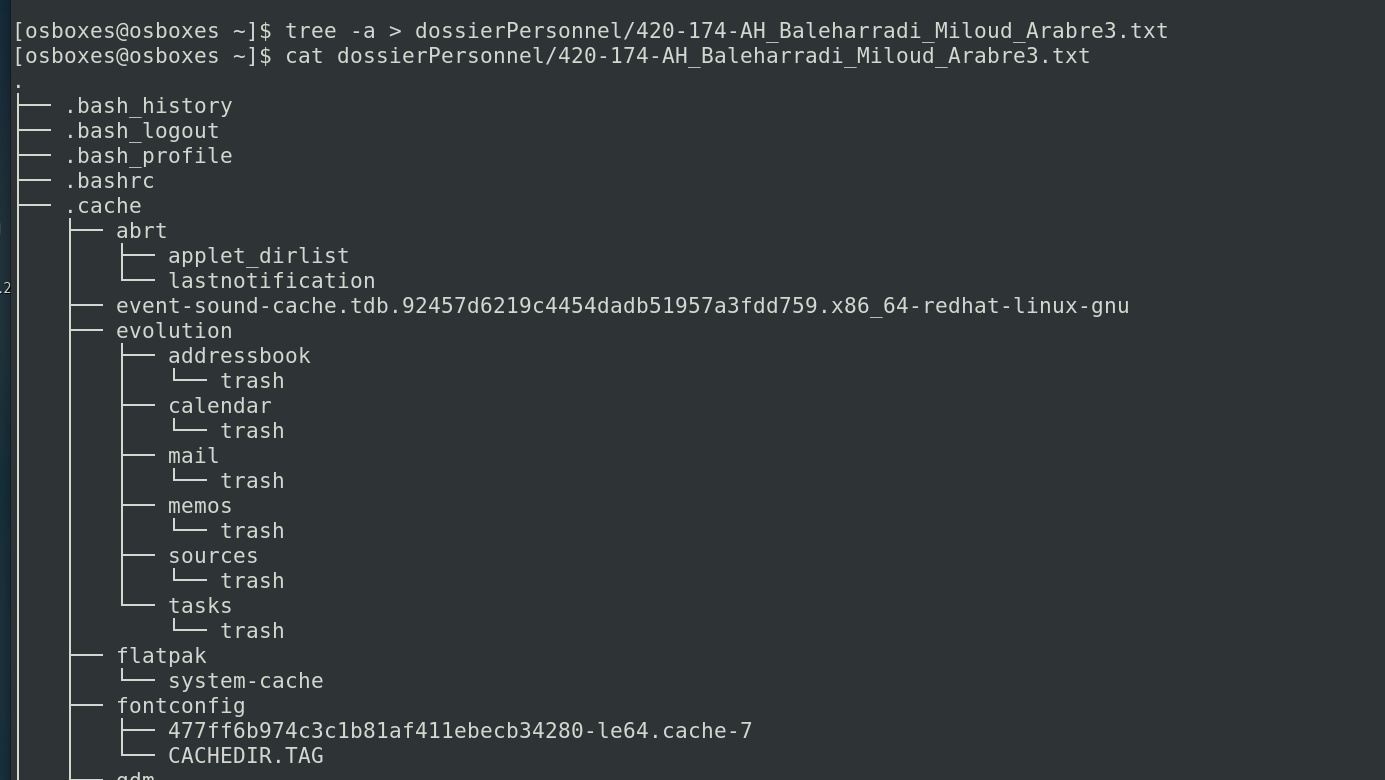 [osboxes@osboxes ~]$ tree -a > dossierPersonnel/420-174-AH_Baleharradi_Miloud_Arabre3.txt
[osboxes@osboxes ~]$ cat dossierPersonnel/420-174-AH_Baleharradi_Miloud_Arabre3.txt
.
├── .bash_history
├── .bash_logout
├── .bash_profile
├── .bashrc
├── .cache
│   ├── abrt
│   │   ├── applet_dirlist
│   │   └── lastnotification
│   ├── event-sound-cache.tdb.92457d6219c4454dadb51957a3fdd759.x86_64-redhat-linux-gnu
│   ├── evolution
│   │   ├── addressbook
│   │   │   └── trash
│   │   ├── calendar
│   │   │   └── trash
│   │   ├── mail
│   │   │   └── trash
│   │   ├── memos
│   │   │   └── trash
│   │   ├── sources
│   │   │   └── trash
│   │   └── tasks
│   │       └── trash
│   ├── flatpak
│   │   └── system-cache
│   ├── fontconfig
│   │   ├── 477ff6b974c3c1b81af411ebecb34280-le64.cache-7
│   │   └── CACHEDIR.TAG
│   ├── gdm
.2